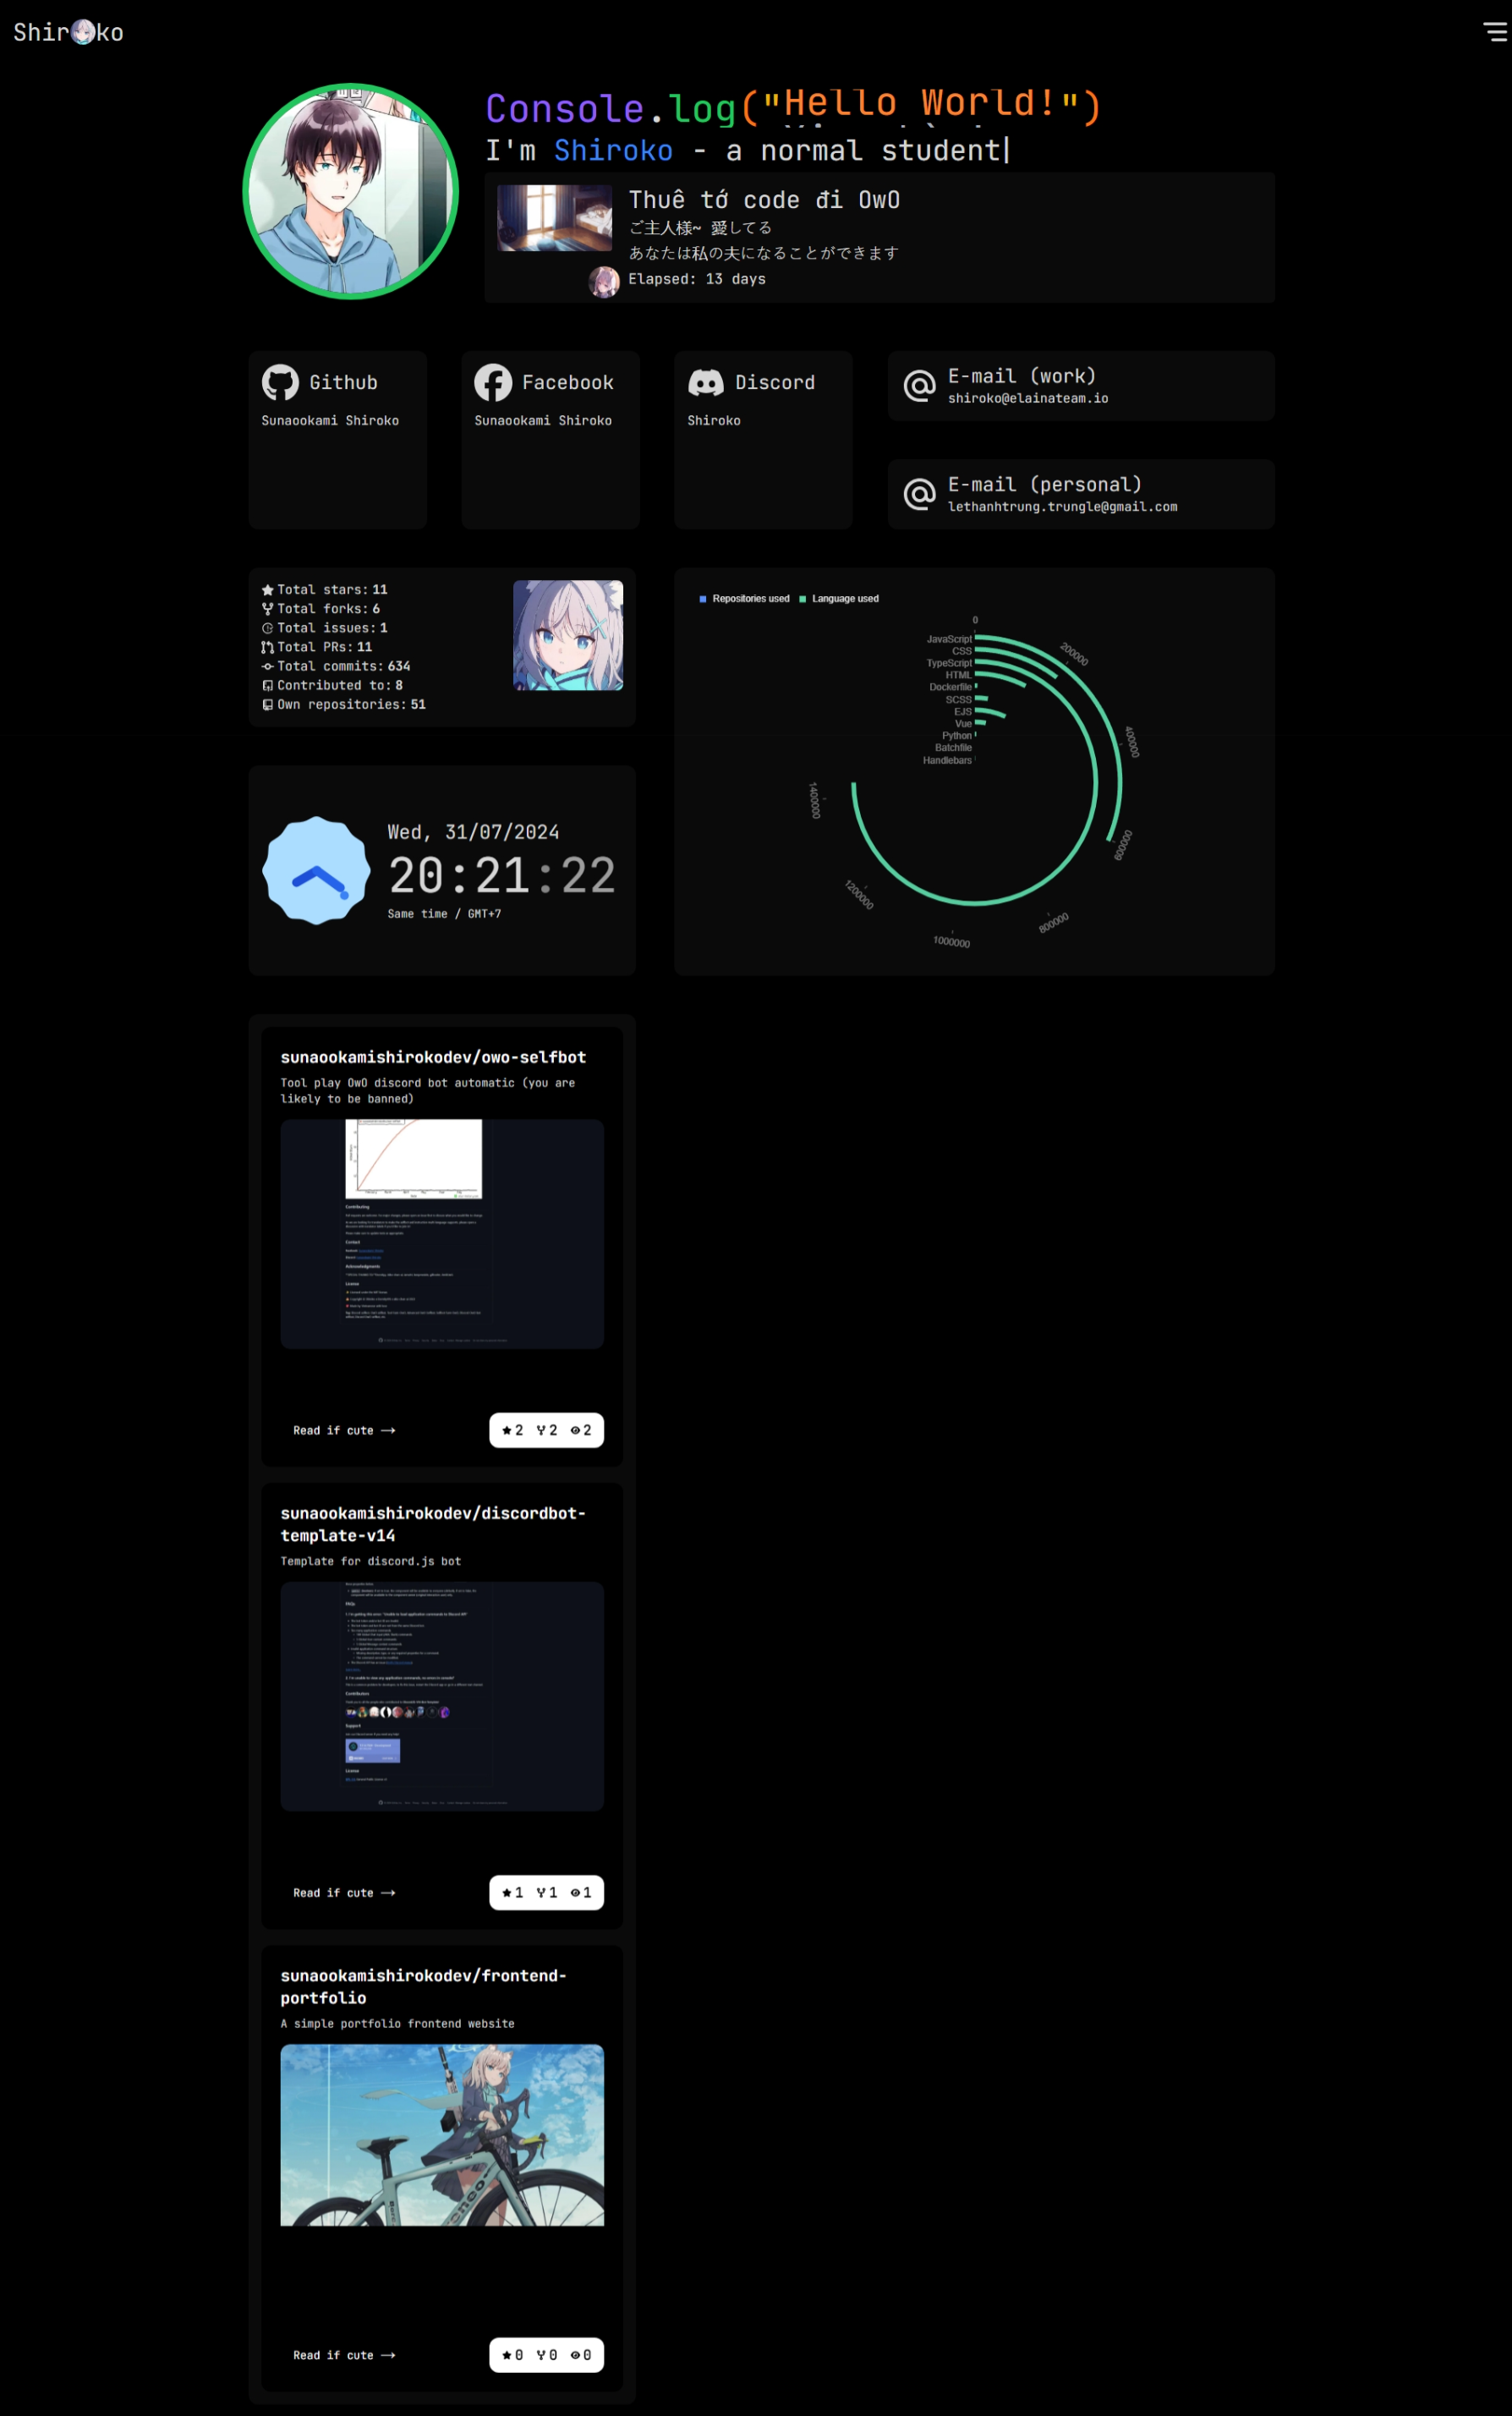 Shiroko
Console.log("Hello World!")
I'm Shiroko - a normal student|
Thuê tớ code đi OwO
ご主人様~ 愛してる
あなたは私の夫になることができます
Elapsed: 13 days
Github
Sunaookami Shiroko
Facebook
Sunaookami Shiroko
Discord
Shiroko
E-mail (work)
shiroko@elainateam.io
E-mail (personal)
lethanhtrung.trungle@gmail.com
Total stars: 11
Total forks: 6
Total issues: 1
Total PRs: 11
Total commits: 634
Contributed to: 8
Own repositories: 51
Repositories used
Language used
0
200000
400000
600000
800000
1000000
1200000
1400000
JavaScript
CSS
TypeScript
HTML
Dockerfile
SCSS
EJS
Vue
Python
Batchfile
Handlebars
Wed, 31/07/2024
20:21:22
Same time / GMT+7
sunaookamishirokodev/owo-selfbot
Tool play OwO discord bot automatic (you are
likely to be banned)
Contributing
Contact
Acknowledgments
License
Read if cute →
2 2 2
sunaookamishirokodev/discordbot-
template-v14
Template for discord.js bot
FAQs
Contributors
Support
License
Read if cute →
1 1 1
sunaookamishirokodev/frontend-
portfolio
A simple portfolio frontend website
Read if cute →
0 0 0